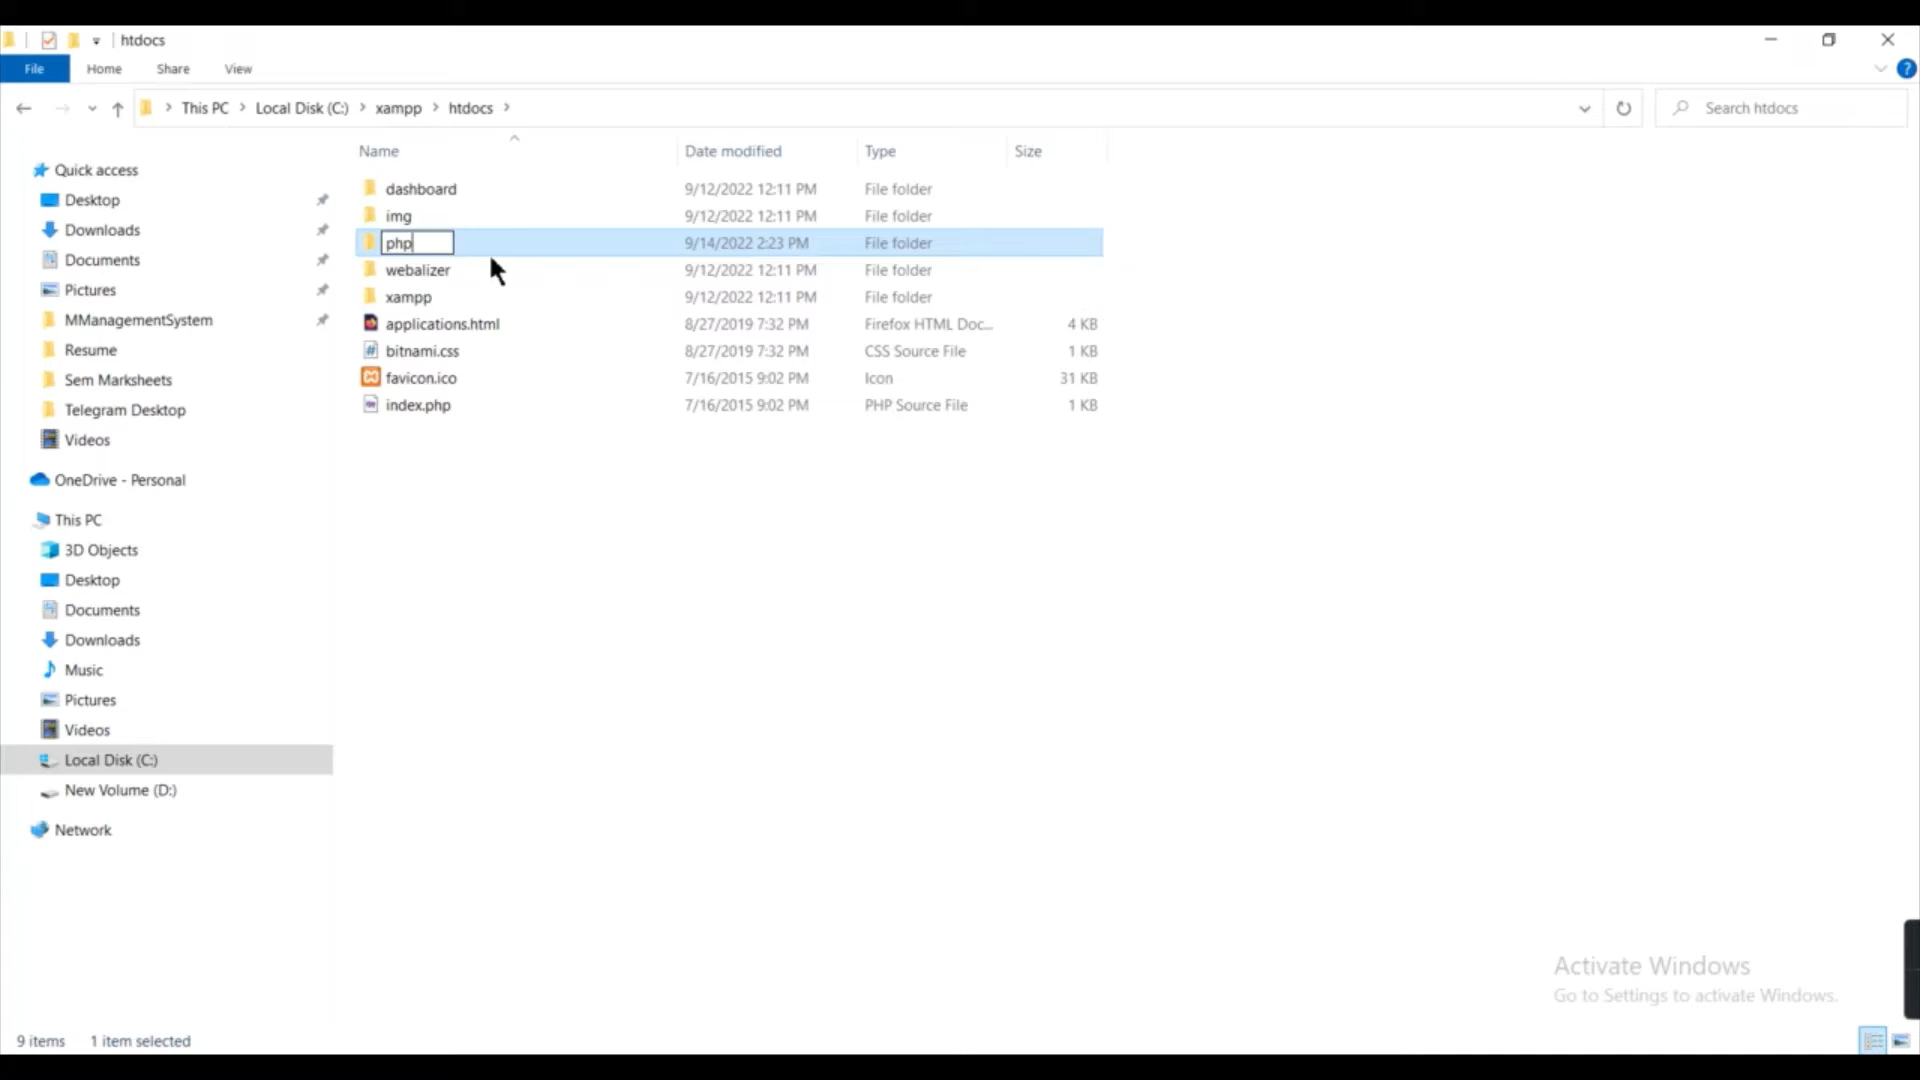 htdocs
File Home Share View
This PC Local Disk (C:) xampp htdocs Search htdocs
Name Date modified Type Size
Quick access
Desktop
Downloads
Documents
Pictures
MManagementSystem
Resume
Sem Marksheets
Telegram Desktop
Videos
OneDrive - Personal
This PC
3D Objects
Desktop
Documents
Downloads
Music
Pictures
Videos
Local Disk (C:)
New Volume (D:)
Network
dashboard 9/12/2022 12:11 PM File folder
img 9/12/2022 12:11 PM File folder
php 9/14/2022 2:23 PM File folder
webalizer 9/12/2022 12:11 PM File folder
xampp 9/12/2022 12:11 PM File folder
applications.html 8/27/2019 7:32 PM Firefox HTML Doc... 4 KB
bitnami.css 8/27/2019 7:32 PM CSS Source File 1 KB
favicon.ico 7/16/2015 9:02 PM Icon 31 KB
index.php 7/16/2015 9:02 PM PHP Source File 1 KB
Activate Windows
Go to Settings to activate Windows.
9 items 1 item selected